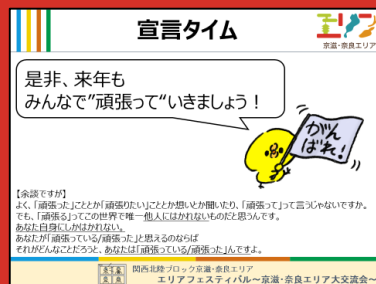 宣言タイム
エリフェス
京滋・奈良エリア
是非、来年も
みんなで”頑張って“いきましょう！
がん
ばれ！
【余談ですが】
よく、「頑張った」こととか「頑張りたい」こととか想いとか聞いたり、「頑張って」って言うじゃないですか。
でも、「頑張る」ってこの世界で唯一他人にはかれないものだと思うんです。
あなた自身にしかはかれない。
あなたが「頑張っている/頑張った」と思えるのならば
それがどんなことだろうと、あなたは「頑張っている/頑張った」んですよ。
関西北陸ブロック京滋・奈良エリア
エリアフェスティバル～京滋・奈良エリア大交流会～